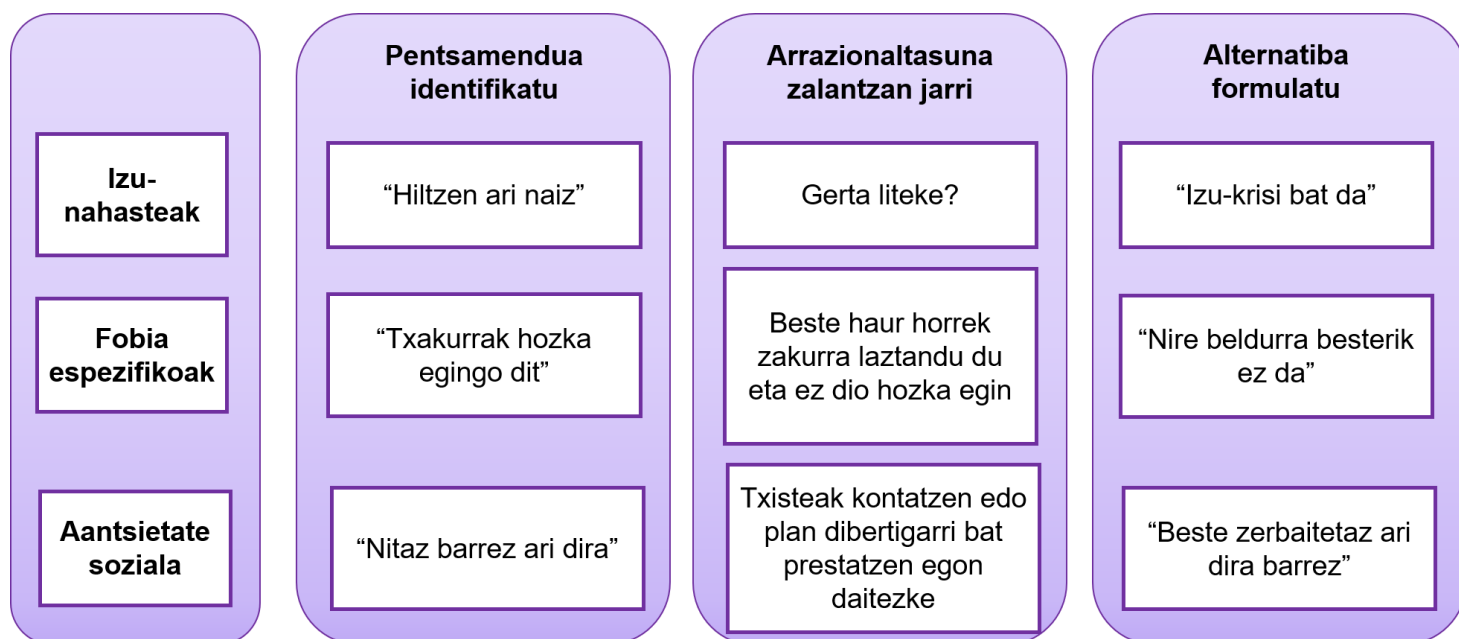 Pentsamendua
identifikatu
Arrazionaltasuna
zalantzan jarri
Alternatiba
formulatu
Izu-
nahasteak
“Hiltzen ari naiz”
Gerta liteke?
“Izu-krisi bat da”
Fobia
espezifikoak
“Txakurrak hozka
egingo dit”
Beste haur horrek
zakurra laztandu du
eta ez dio hozka egin
“Nire beldurra besterik
ez da”
Aantsietate
soziala
“Nitaz barrez ari dira”
Txisteak kontatzen edo
plan dibertigarri bat
prestatzen egon
daitezke
“Beste zerbaitetaz ari
dira barrez”